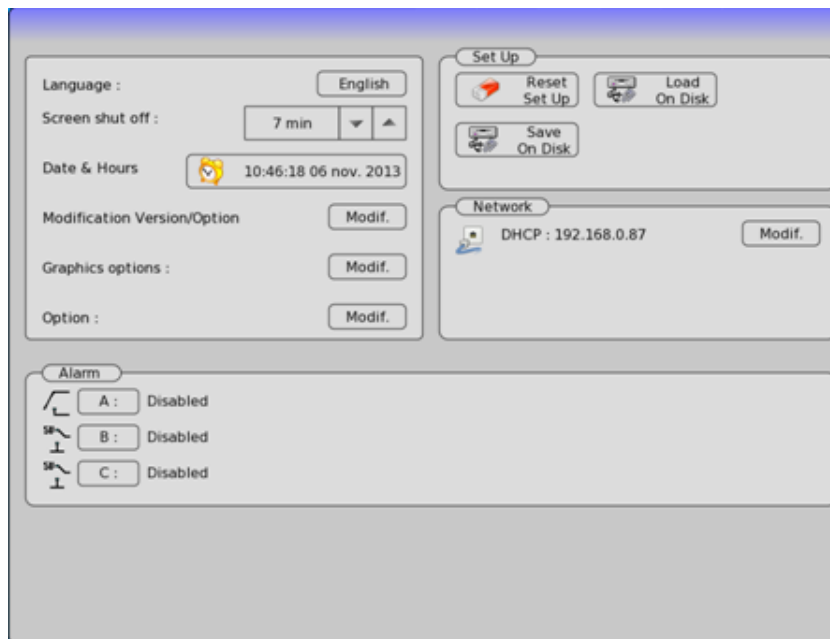 Language :
English
Screen shut off :
7 min
Date & Hours
10:46:18 06 nov. 2013
Modification Version/Option
Modif.
Graphics options :
Modif.
Option :
Modif.
Set Up
Reset
Set Up
Load
On Disk
Save
On Disk
Network
DHCP : 192.168.0.87
Modif.
Alarm
A :
Disabled
B :
Disabled
C :
Disabled